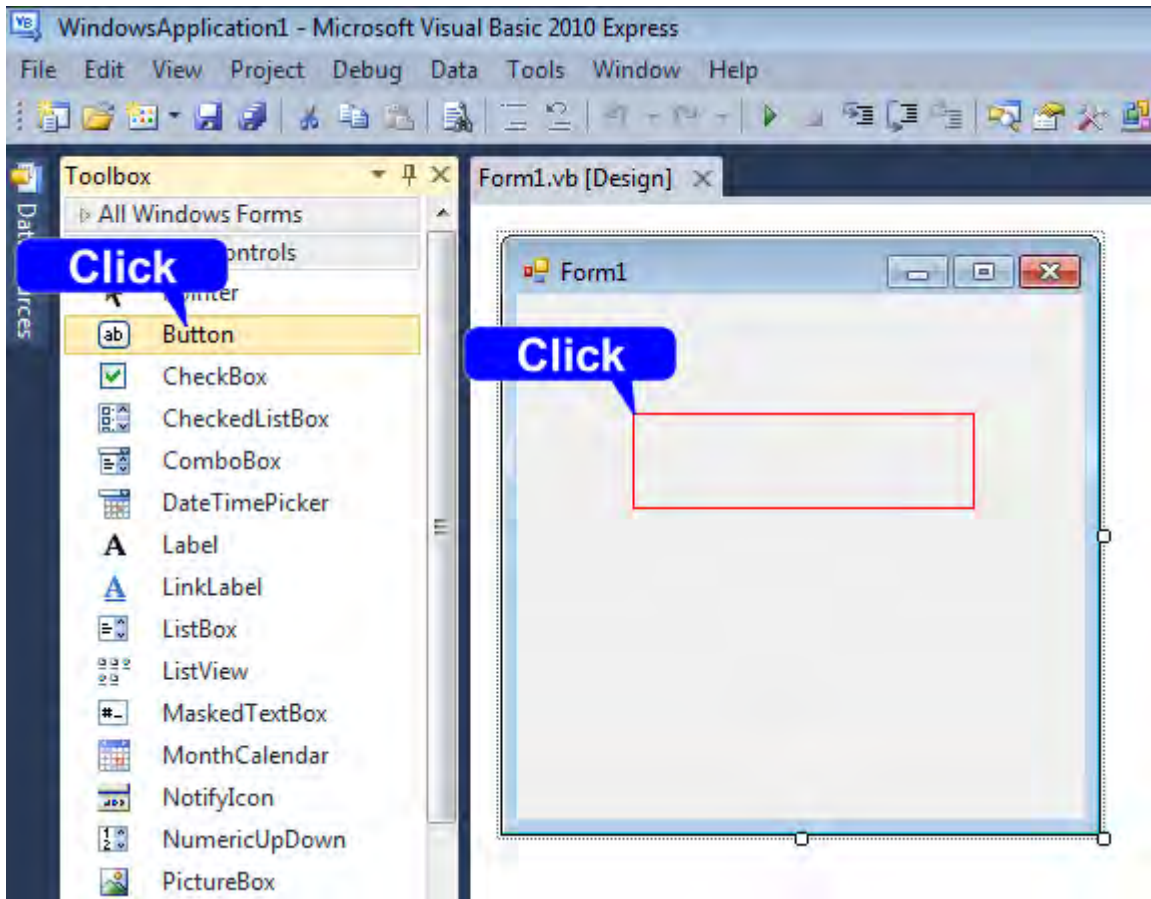 WindowsApplication1 - Microsoft Visual Basic 2010 Express
File Edit View Project Debug Data Tools Window Help
Toolbox
Form1.vb [Design]
All Windows Forms
Click
Form1
Button
Click
CheckBox
CheckedListBox
ComboBox
DateTimePicker
A Label
A LinkLabel
ListBox
ListView
MaskedTextBox
MonthCalendar
NotifyIcon
NumericUpDown
PictureBox